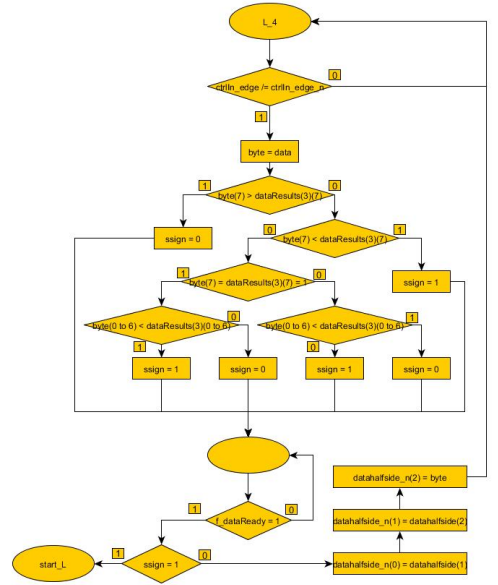 L_4
0
ctrlIn_edge /= ctrlIn_edge_n
1
byte = data
1
0
byte(7) > dataResults(3)(7)
0
1
ssign = 0
byte(7) < dataResults(3)(7)
1
0
byte(7) = dataResults(3)(7) = 1
ssign = 1
0
1
byte(0 to 6) < dataResults(3)(0 to 6)
byte(0 to 6) < dataResults(3)(0 to 6)
1
0
ssign = 1
ssign = 0
ssign = 1
ssign = 0
datahalfside_n(2) = byte
1
0
f_dataReady = 1
datahalfside_n(1) = datahalfside(2)
1
0
start_L
ssign = 1
datahalfside_n(0) = datahalfside(1)